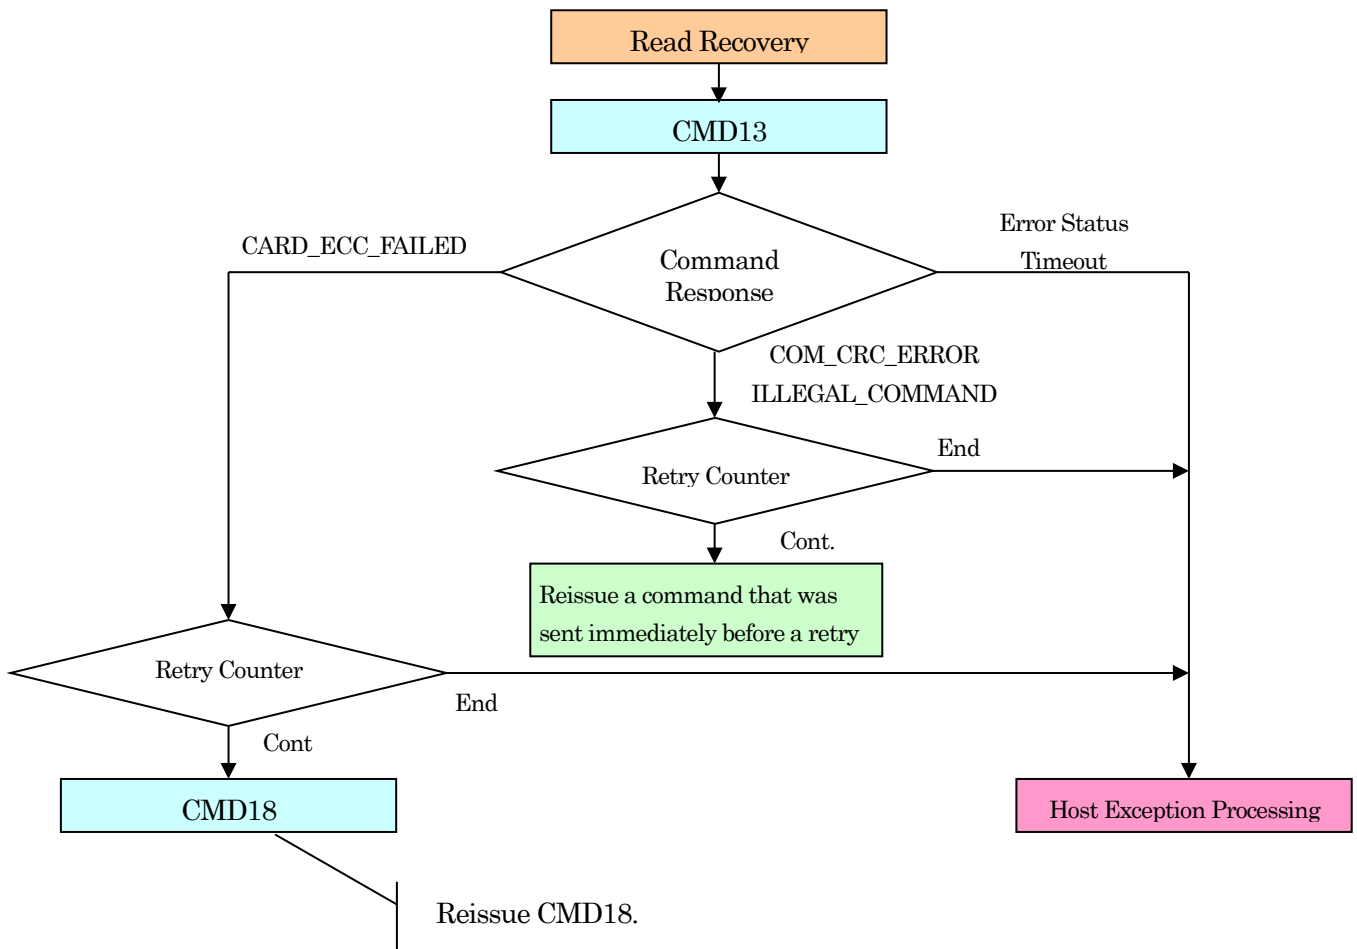 Read Recovery
CMD13
CARD_ECC_FAILED
Error Status
Timeout
Command
Response
COM_CRC_ERROR
ILLEGAL_COMMAND
Retry Counter
End
Cont.
Reissue a command that was
sent immediately before a retry
Retry Counter
End
Cont
CMD18
Host Exception Processing
Reissue CMD18.